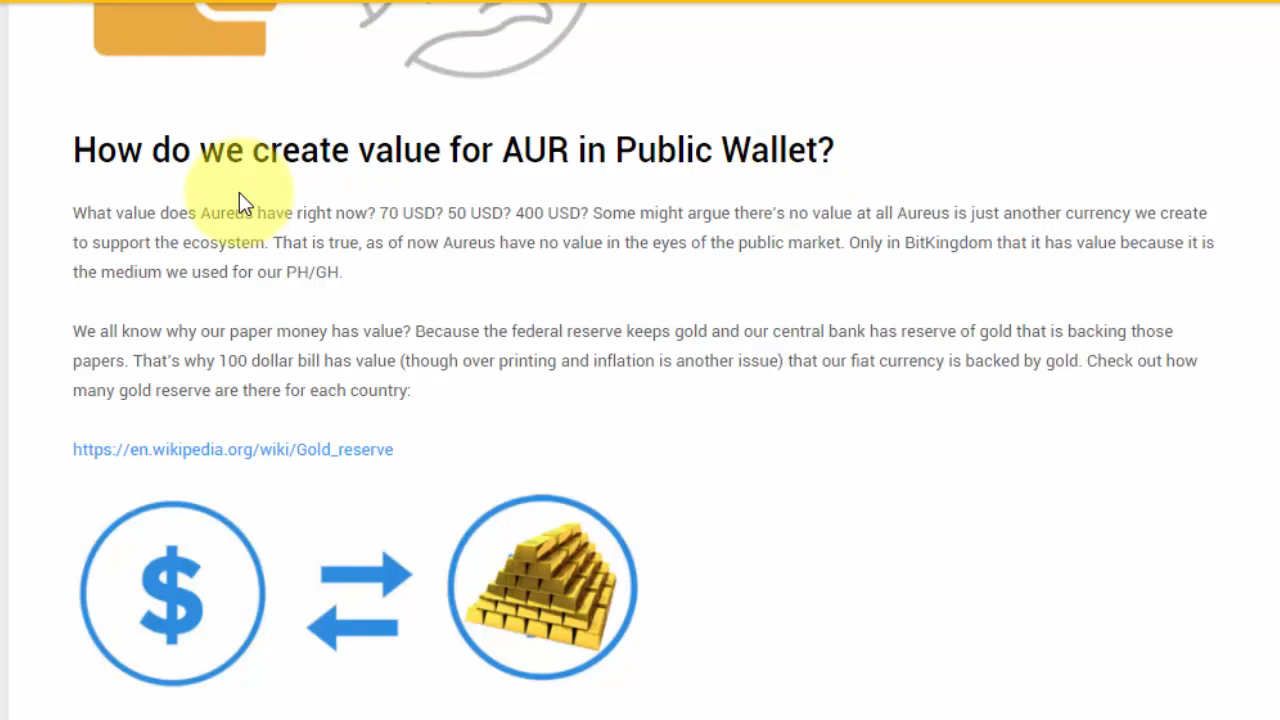 How do we create value for AUR in Public Wallet?
What value does Aureus have right now? 70 USD? 50 USD? 400 USD? Some might argue there's no value at all Aureus is just another currency we create
to support the ecosystem. That is true, as of now Aureus have no value in the eyes of the public market. Only in BitKingdom that it has value because it is
the medium we used for our PH/GH.
We all know why our paper money has value? Because the federal reserve keeps gold and our central bank has reserve of gold that is backing those
papers. That's why 100 dollar bill has value (though over printing and inflation is another issue) that our fiat currency is backed by gold. Check out how
many gold reserve are there for each country:
https://en.wikipedia.org/wiki/Gold_reserve
$